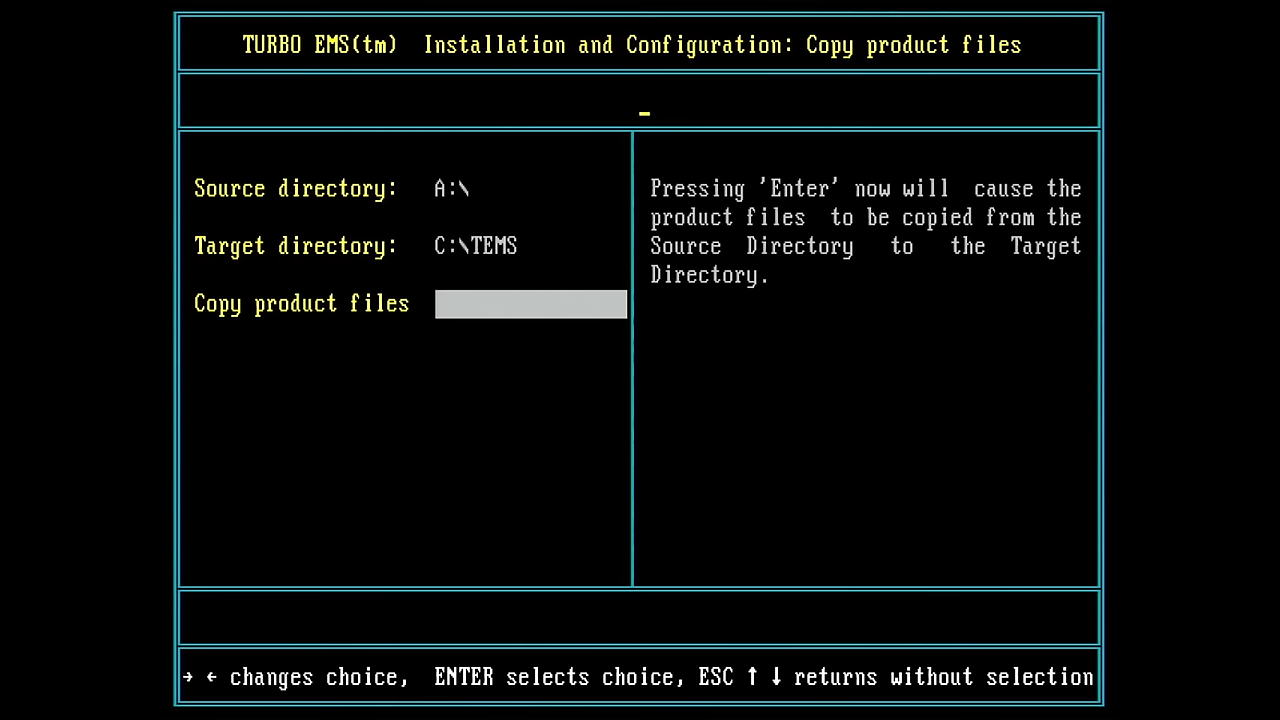 TURBO EMS(tm)  Installation and Configuration: Copy product files
Source directory:  A:\
Target directory:  C:\TEMS
Copy product files
Pressing 'Enter' now will  cause the
product files  to be copied from the
Source  Directory   to   the  Target
Directory.
→ ← changes choice,  ENTER selects choice, ESC ↑ ↓ returns without selection